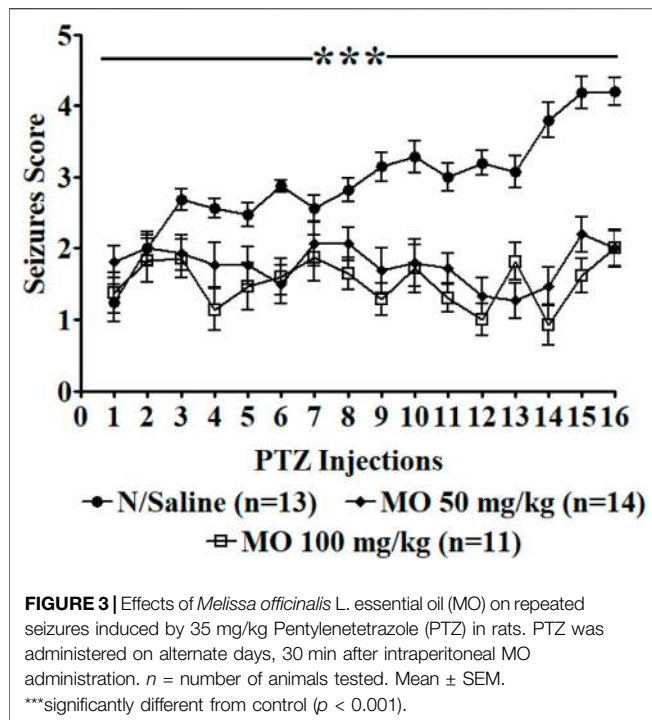 5
4
3
2
1
0
***
Seizures Score
0 1 2 3 4 5 6 7 8 9 10 11 12 13 14 15 16
PTZ Injections
N/Saline (n=13) MO 50 mg/kg (n=14)
MO 100 mg/kg (n=11)
FIGURE 3 | Effects of Melissa officinalis L. essential oil (MO) on repeated
seizures induced by 35 mg/kg Pentylenetetrazole (PTZ) in rats. PTZ was
administered on alternate days, 30 min after intraperitoneal MO
administration. n = number of animals tested. Mean ± SEM.
***significantly different from control (p < 0.001).